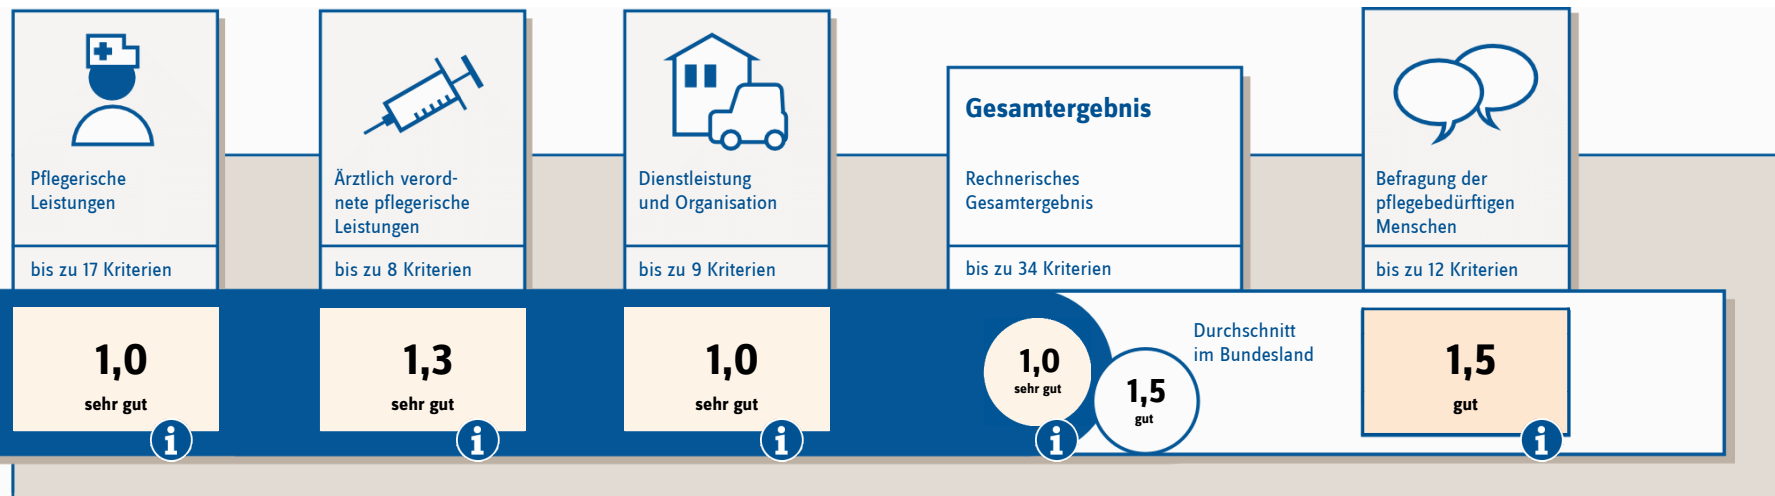 Pflegerische
Leistungen
bis zu 17 Kriterien
1,0
sehr gut
i
Ärztlich verord-
nete pflegerische
Leistungen
bis zu 8 Kriterien
1,3
sehr gut
i
Dienstleistung
und Organisation
bis zu 9 Kriterien
1,0
sehr gut
i
Gesamtergebnis
Rechnerisches
Gesamtergebnis
bis zu 34 Kriterien
1,0
sehr gut
i
1,5
gut
Durchschnitt
im Bundesland
Befragung der
pflegebedürftigen
Menschen
bis zu 12 Kriterien
1,5
gut
i